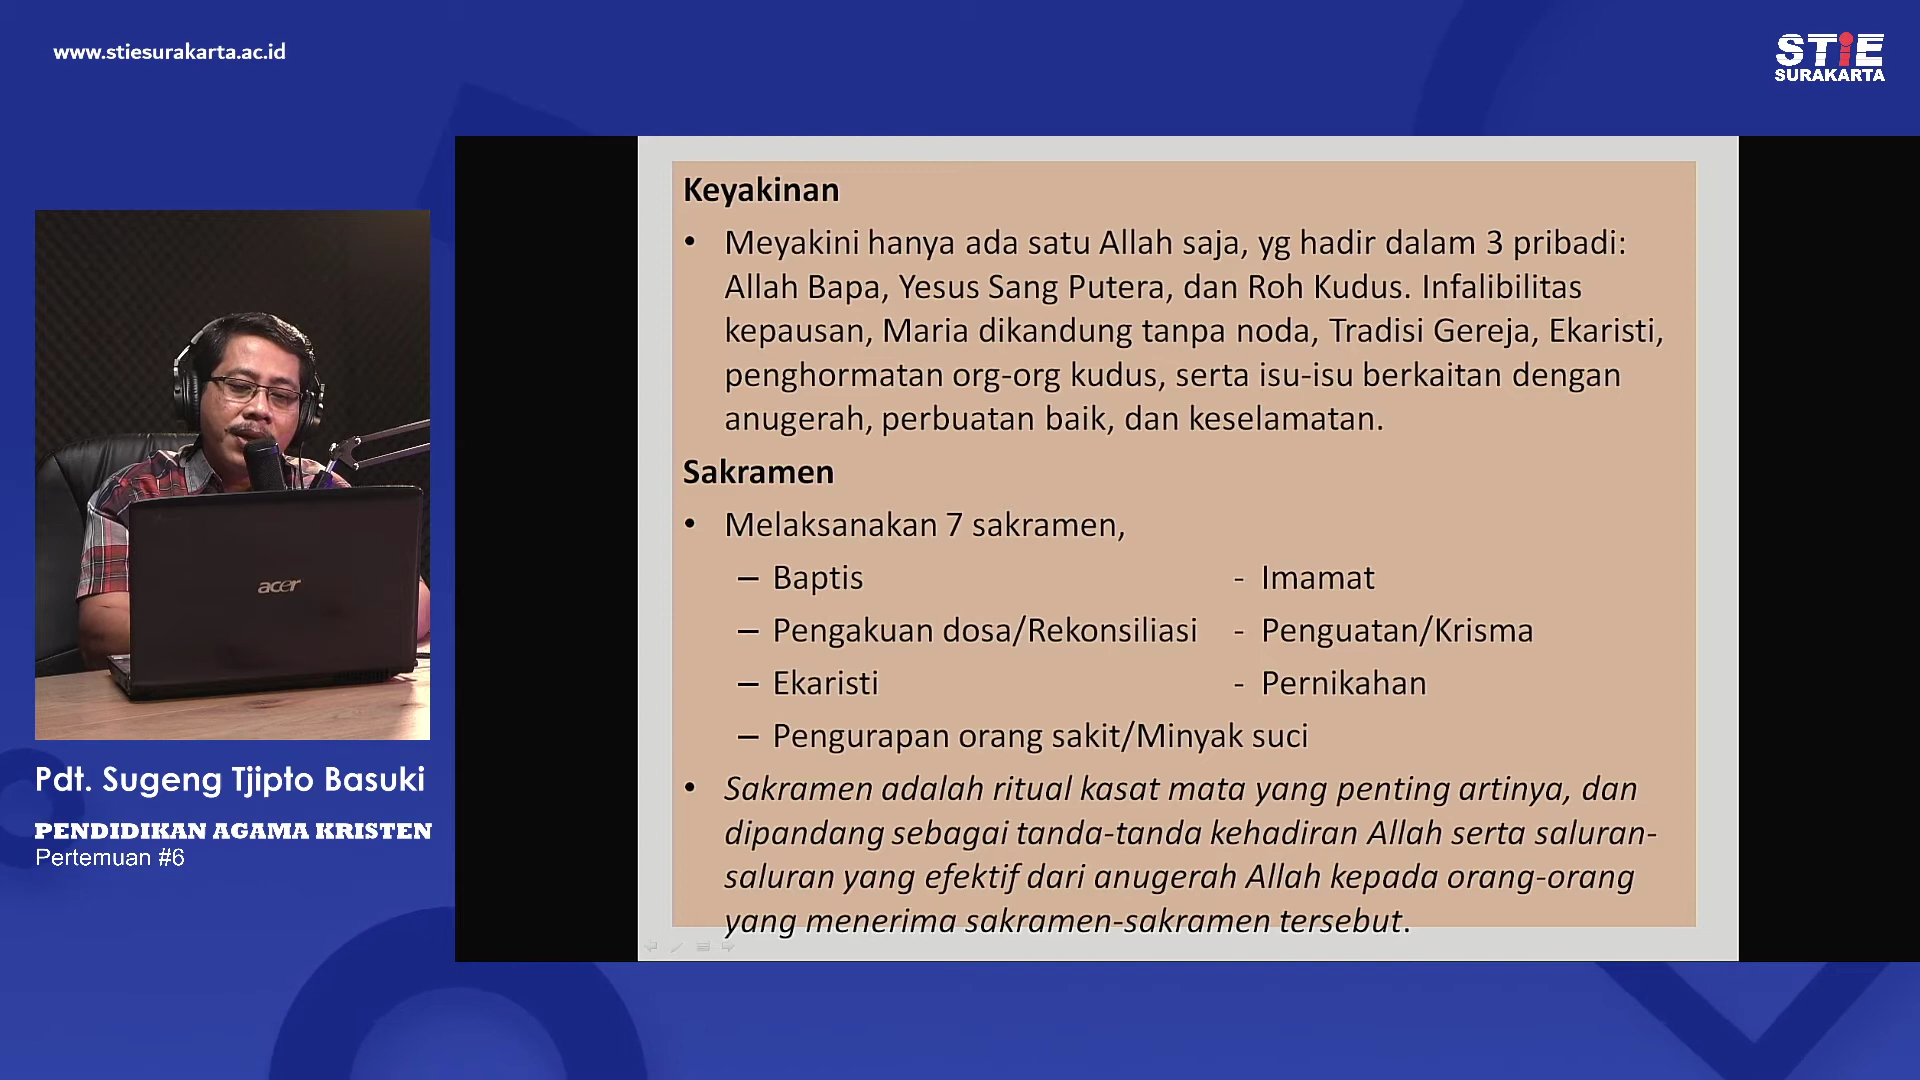 www.stiesurakarta.ac.id
STiE
SURAKARTA
Keyakinan
• Meyakini hanya ada satu Allah saja, yg hadir dalam 3 pribadi:
Allah Bapa, Yesus Sang Putera, dan Roh Kudus. Infalibilitas
kepausan, Maria dikandung tanpa noda, Tradisi Gereja, Ekaristi,
penghormatan org-org kudus, serta isu-isu berkaitan dengan
anugerah, perbuatan baik, dan keselamatan.
Sakramen
• Melaksanakan 7 sakramen,
– Baptis - Imamat
– Pengakuan dosa/Rekonsiliasi - Penguatan/Krisma
– Ekaristi - Pernikahan
– Pengurapan orang sakit/Minyak suci
• Sakramen adalah ritual kasat mata yang penting artinya, dan
dipandang sebagai tanda-tanda kehadiran Allah serta saluran-
saluran yang efektif dari anugerah Allah kepada orang-orang
yang menerima sakramen-sakramen tersebut.
acer
Pdt. Sugeng Tjipto Basuki
PENDIDIKAN AGAMA KRISTEN
Pertemuan #6